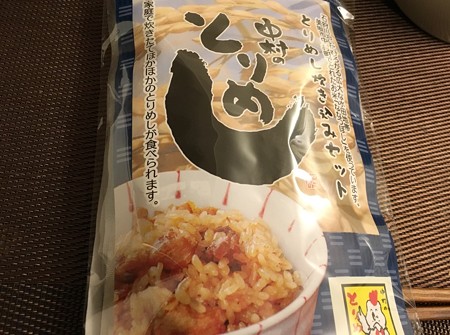 とりめし炊き込みセット
中村の
とりめし
家庭で炊きたてほかほかのとりめしが食べられます。